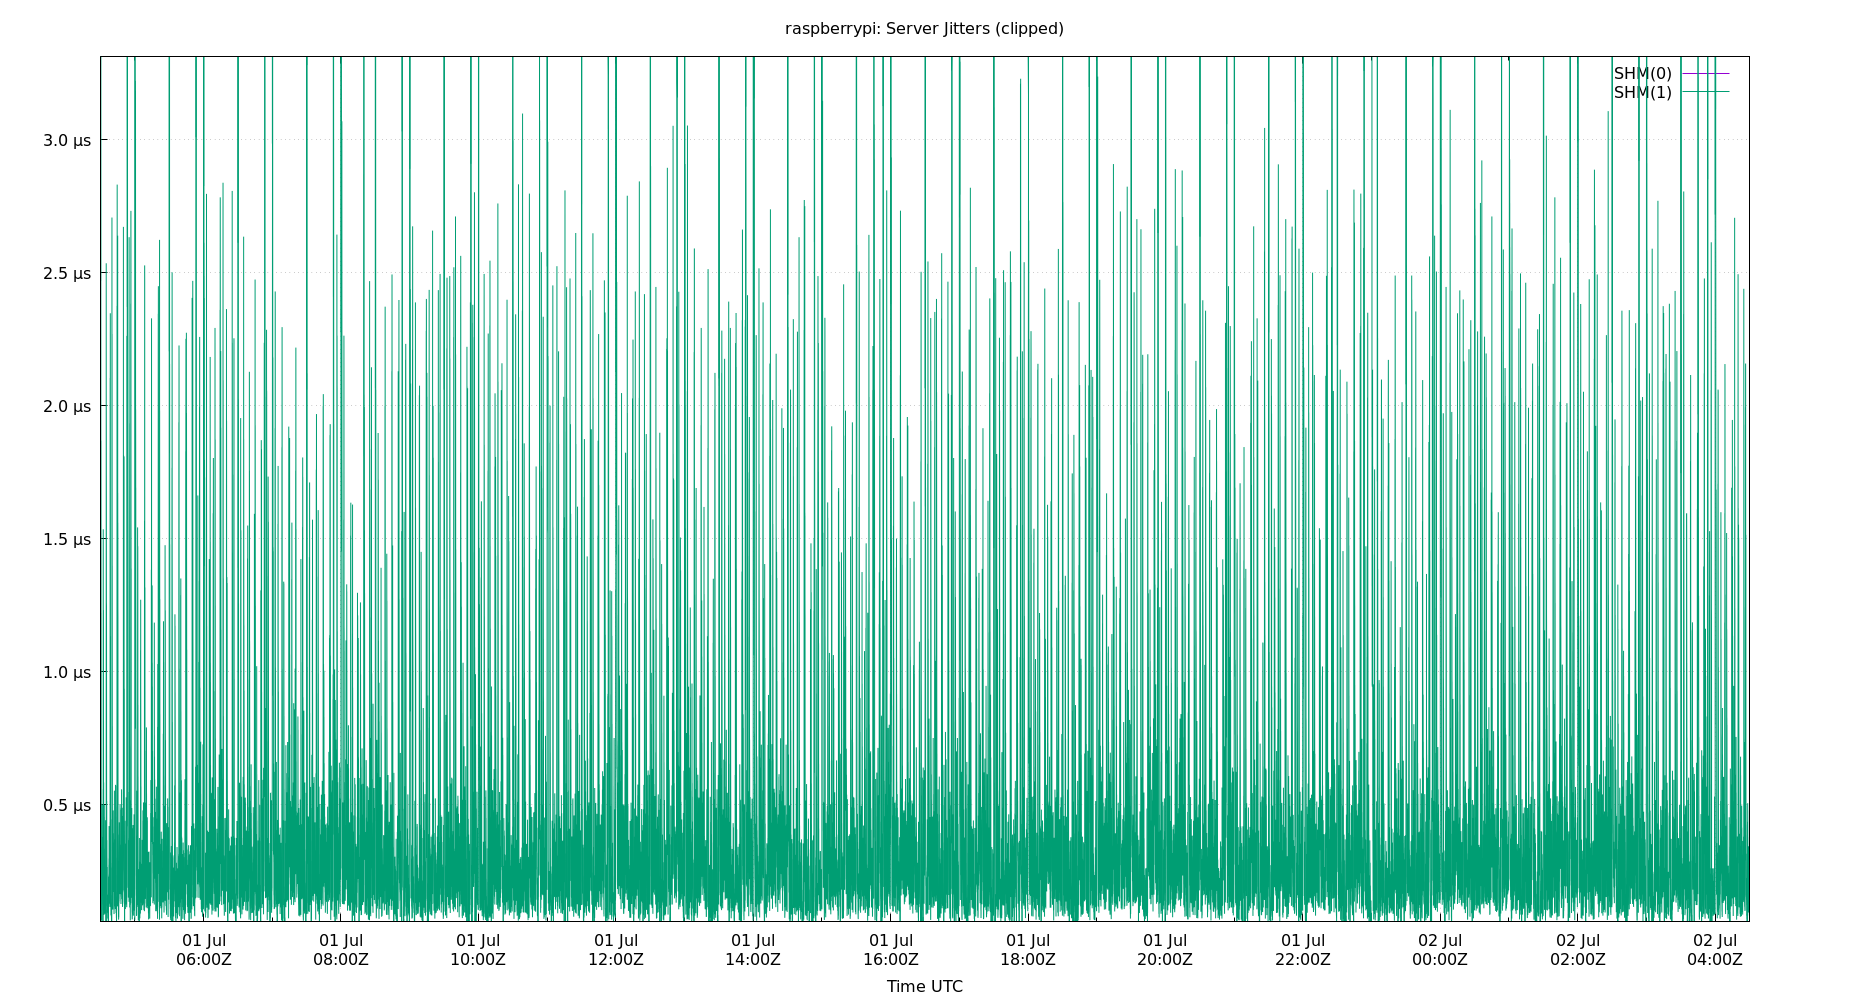 raspberrypi: Server Jitters (clipped)
SHM(0)
SHM(1)
3.0 µs
2.5 µs
2.0 µs
1.5 µs
1.0 µs
0.5 µs
01 Jul 01 Jul 01 Jul 01 Jul 01 Jul 01 Jul 01 Jul 01 Jul 01 Jul 02 Jul 02 Jul 02 Jul
06:00Z 08:00Z 10:00Z 12:00Z 14:00Z 16:00Z 18:00Z 20:00Z 22:00Z 00:00Z 02:00Z 04:00Z
Time UTC